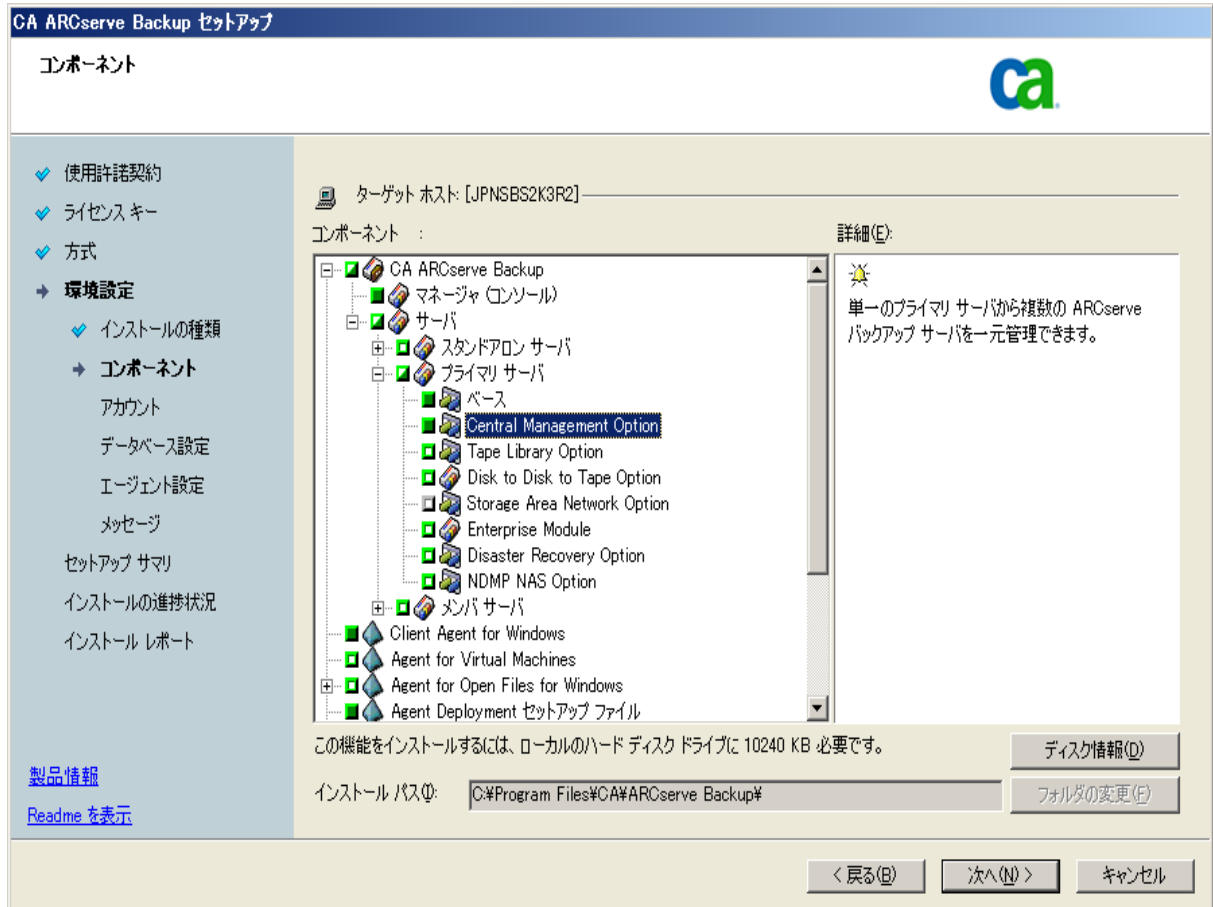 CA ARCserve Backup セットアップ
コンポーネント
ca
使用許諾契約
ライセンス キー
方式
環境設定
インストールの種類
コンポーネント
アカウント
データベース設定
エージェント設定
メッセージ
セットアップ サマリ
インストールの進捗状況
インストール レポート
製品情報
Readme を表示
ターゲット ホスト: [JPNSBS2K3R2]
コンポーネント :
CA ARCserve Backup
マネージャ (コンソール)
サーバ
スタンドアロン サーバ
プライマリ サーバ
ベース
Central Management Option
Tape Library Option
Disk to Disk to Tape Option
Storage Area Network Option
Enterprise Module
Disaster Recovery Option
NDMP NAS Option
メンバ サーバ
Client Agent for Windows
Agent for Virtual Machines
Agent for Open Files for Windows
Agent Deployment セットアップ ファイル
詳細(E):
単一のプライマリ サーバから複数の ARCserve
バックアップ サーバを一元管理できます。
この機能をインストールするには、ローカルのハード ディスク ドライブに 10240 KB 必要です。
ディスク情報(D)
インストール パス(I):
C:¥Program Files¥CA¥ARCserve Backup¥
フォルダの変更(F)
< 戻る(B)
次へ(N) >
キャンセル